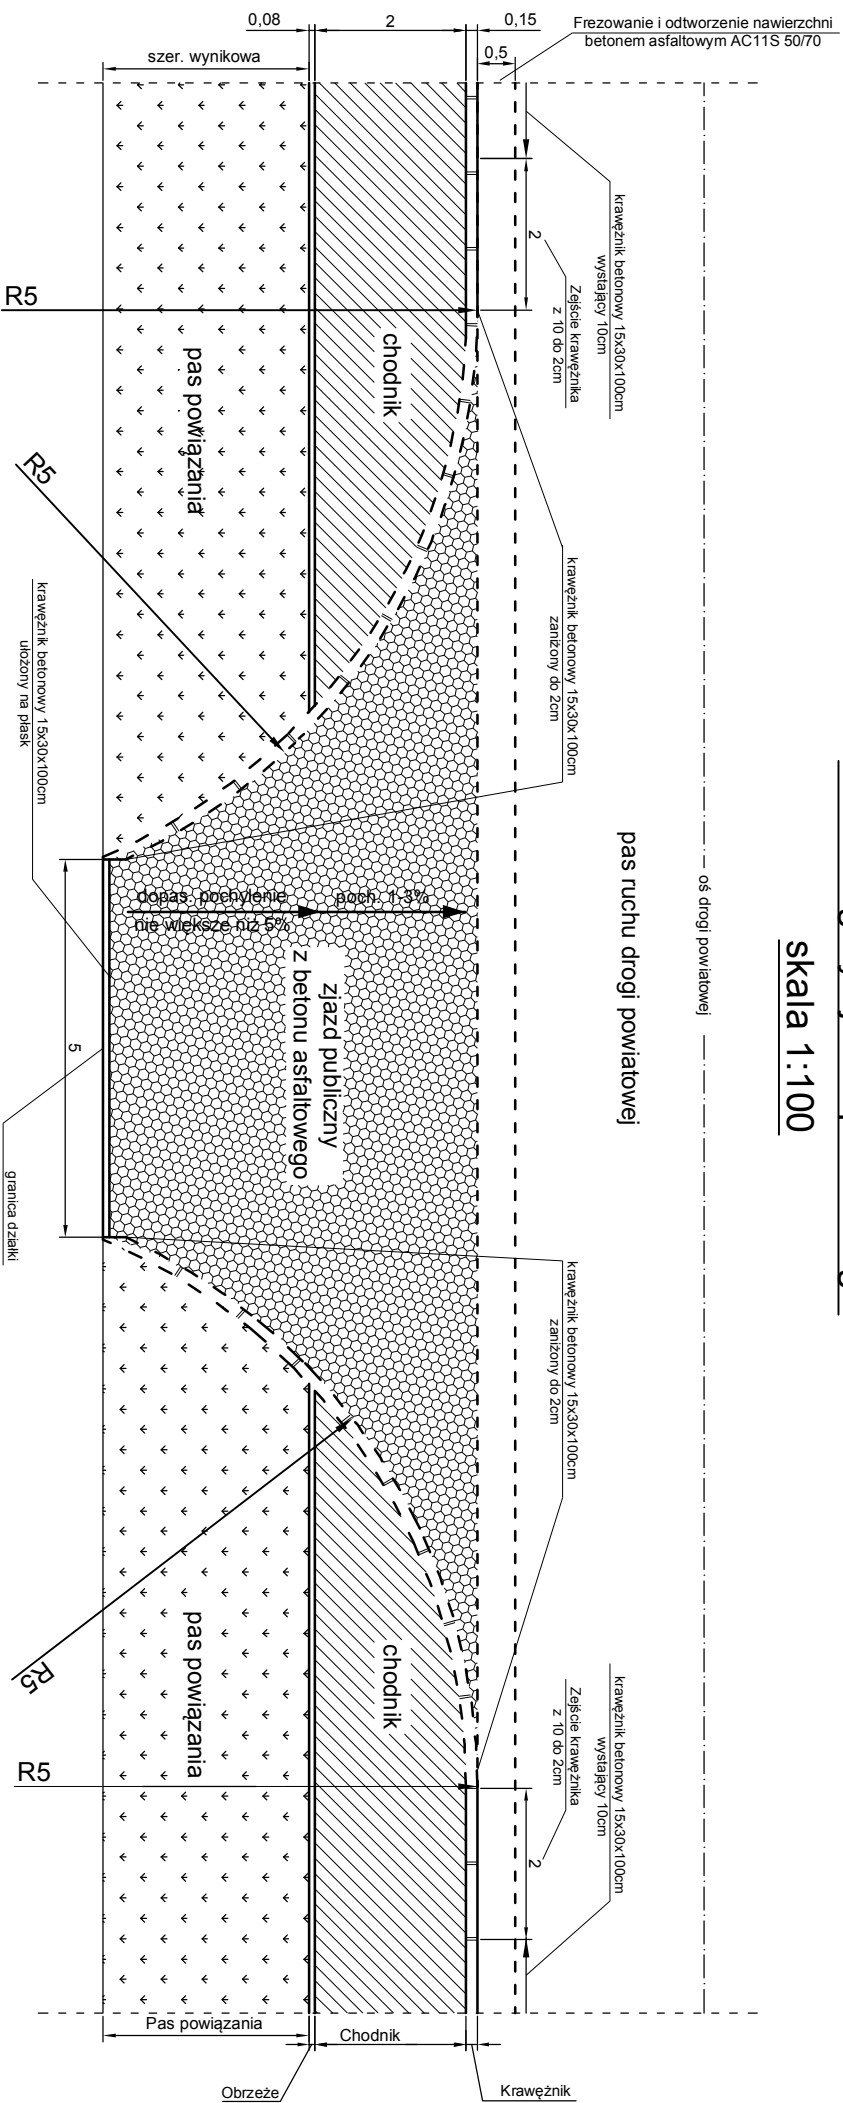 skala 1:100
0,08
2
0,15
Frezowanie i odtworzenie nawierzchni
betonem asfaltowym AC11S 50/70
0,5
szer. wynikowa
krawężnik betonowy 15x30x100cm
wystający 10cm
2
Zejście krawężnika
z 10 do 2cm
R5
chodnik
pas powiązania
R5
krawężnik betonowy 15x30x100cm
zaniżony do 2cm
krawężnik betonowy 15x30x100cm
ułożony na płask
pas ruchu drogi powiatowej
oś drogi powiatowej
dopas. pochylenie
nie większe niż 5%
poch. 1-3%
zjazd publiczny
z betonu asfaltowego
5
granica działki
krawężnik betonowy 15x30x100cm
zaniżony do 2cm
R5
chodnik
pas powiązania
krawężnik betonowy 15x30x100cm
wystający 10cm
Zejście krawężnika
z 10 do 2cm
R5
2
Pas powiązania
Chodnik
Obrzeże
Krawężnik